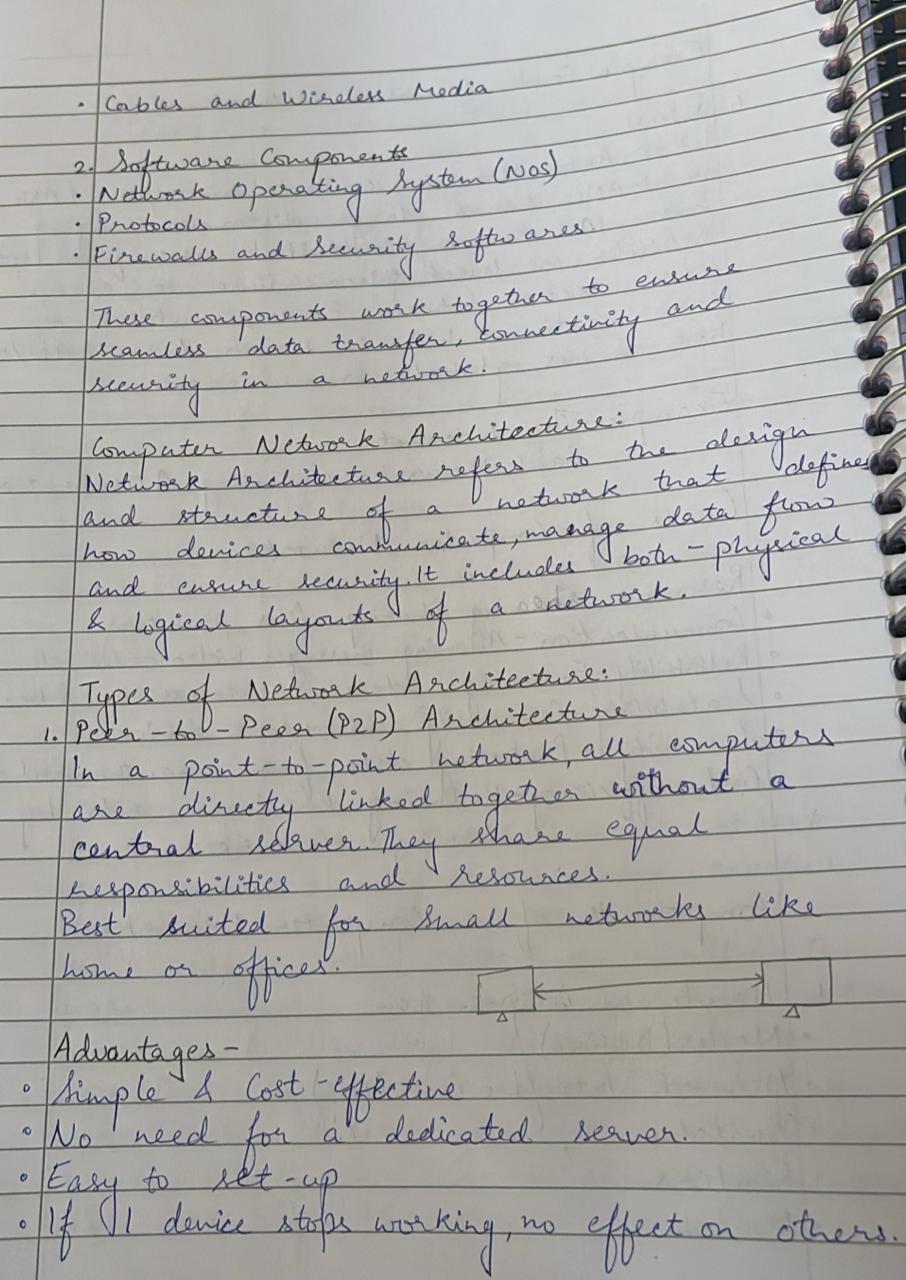 • Cables and Wireless Media
2. Software Components
• Network Operating System (NOS)
• Protocols
• Firewalls and Security Softwares.
These components work together to ensure
seamless data transfer, connectivity and
security in a network.
Computer Network Architecture:
Network Architecture refers to the design
and structure of a network that defines
how devices communicate, manage data flow
and ensure security. It includes both - physical
& logical layouts of a network.
Types of Network Architecture:
1. Peer-to-Peer (P2P) Architecture
In a point-to-point network, all computers
are directly linked together without a
central server. They share equal
responsibilities and resources.
Best suited for small networks like
home or offices.
Advantages -
• Simple & Cost-effective
• No need for a dedicated server.
• Easy to set-up
• If 1 device stops working, no effect on others.